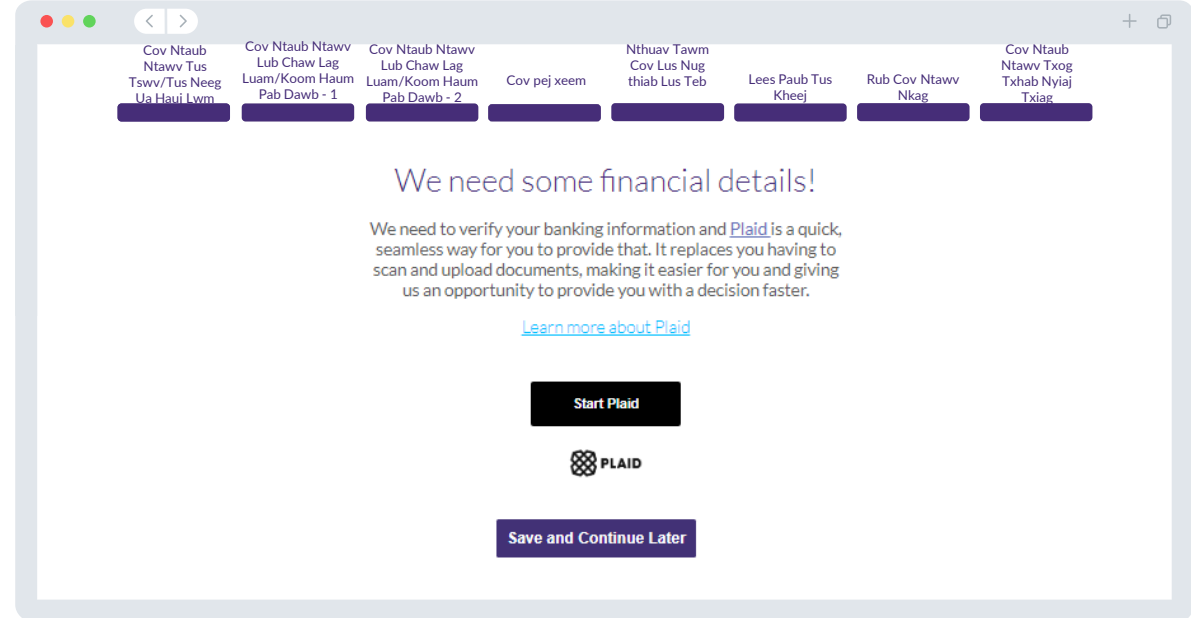 Cov Ntaub
Ntawv Tus
Tswv/Tus Neeg
Ua Haui Lwm
Cov Ntaub Ntawv
Lub Chaw Lag
Luam/Koom Haum
Pab Dawb - 1
Cov Ntaub Ntawv
Lub Chaw Lag
Luam/Koom Haum
Pab Dawb - 2
Cov pej xeem
Nthuav Tawm
Cov Lus Nug
thiab Lus Teb
Lees Paub Tus
Kheej
Rub Cov Ntawv
Nkag
Cov Ntaub
Ntawv Txog
Txhab Nyiaj
Txiag
We need some financial details!
We need to verify your banking information and Plaid is a quick,
seamless way for you to provide that. It replaces you having to
scan and upload documents, making it easier for you and giving
us an opportunity to provide you with a decision faster.
Learn more about Plaid
Start Plaid
PLAID
Save and Continue Later